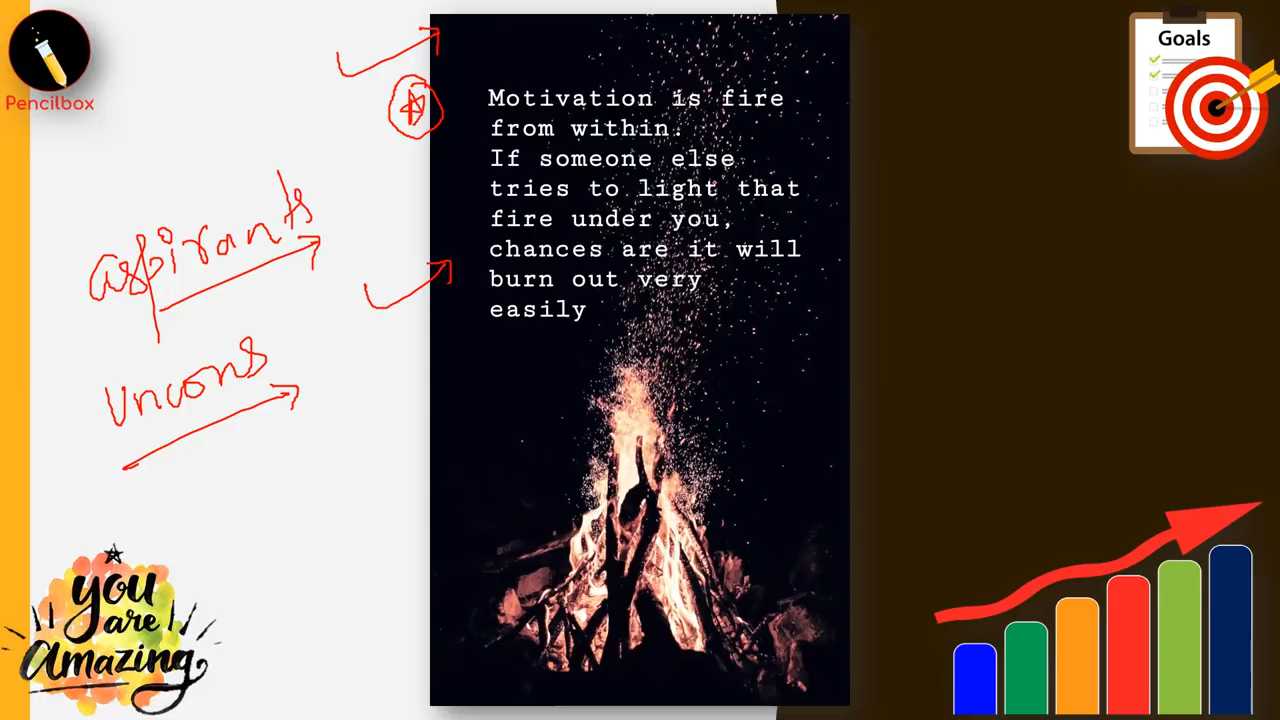 Pencilbox
Motivation is fire
from within.
If someone else
tries to light that
fire under you,
chances are it will
burn out very
easily
aspirants
Uncons
you
are
Amazing
Goals